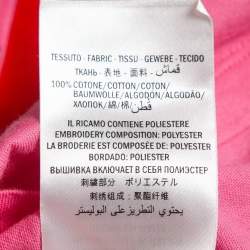 TESSUTO - FABRIC - TISSU - GEWEBE - TECIDO
ТКАНЬ - 表地 - 面料 - قماش
100% COTONE / COTTON / COTON /
BAUMWOLLE / ALGODÓN / ALGODÃO/
ХЛОПОК / 綿 / 棉 / قطن
IL RICAMO CONTIENE POLIESTERE
EMBROIDERY COMPOSITION: POLYESTER
LA BRODERIE EST COMPOSÉE DE: POLYESTER
BORDADO: POLIESTER
ВЫШИВКА ВКЛЮЧАЕТ В СЕБЯ ПОЛИЭСТЕР
刺繍部分 ポリエステル
刺绣组成：聚酯纤维
يحتوي التطريز على البوليستر